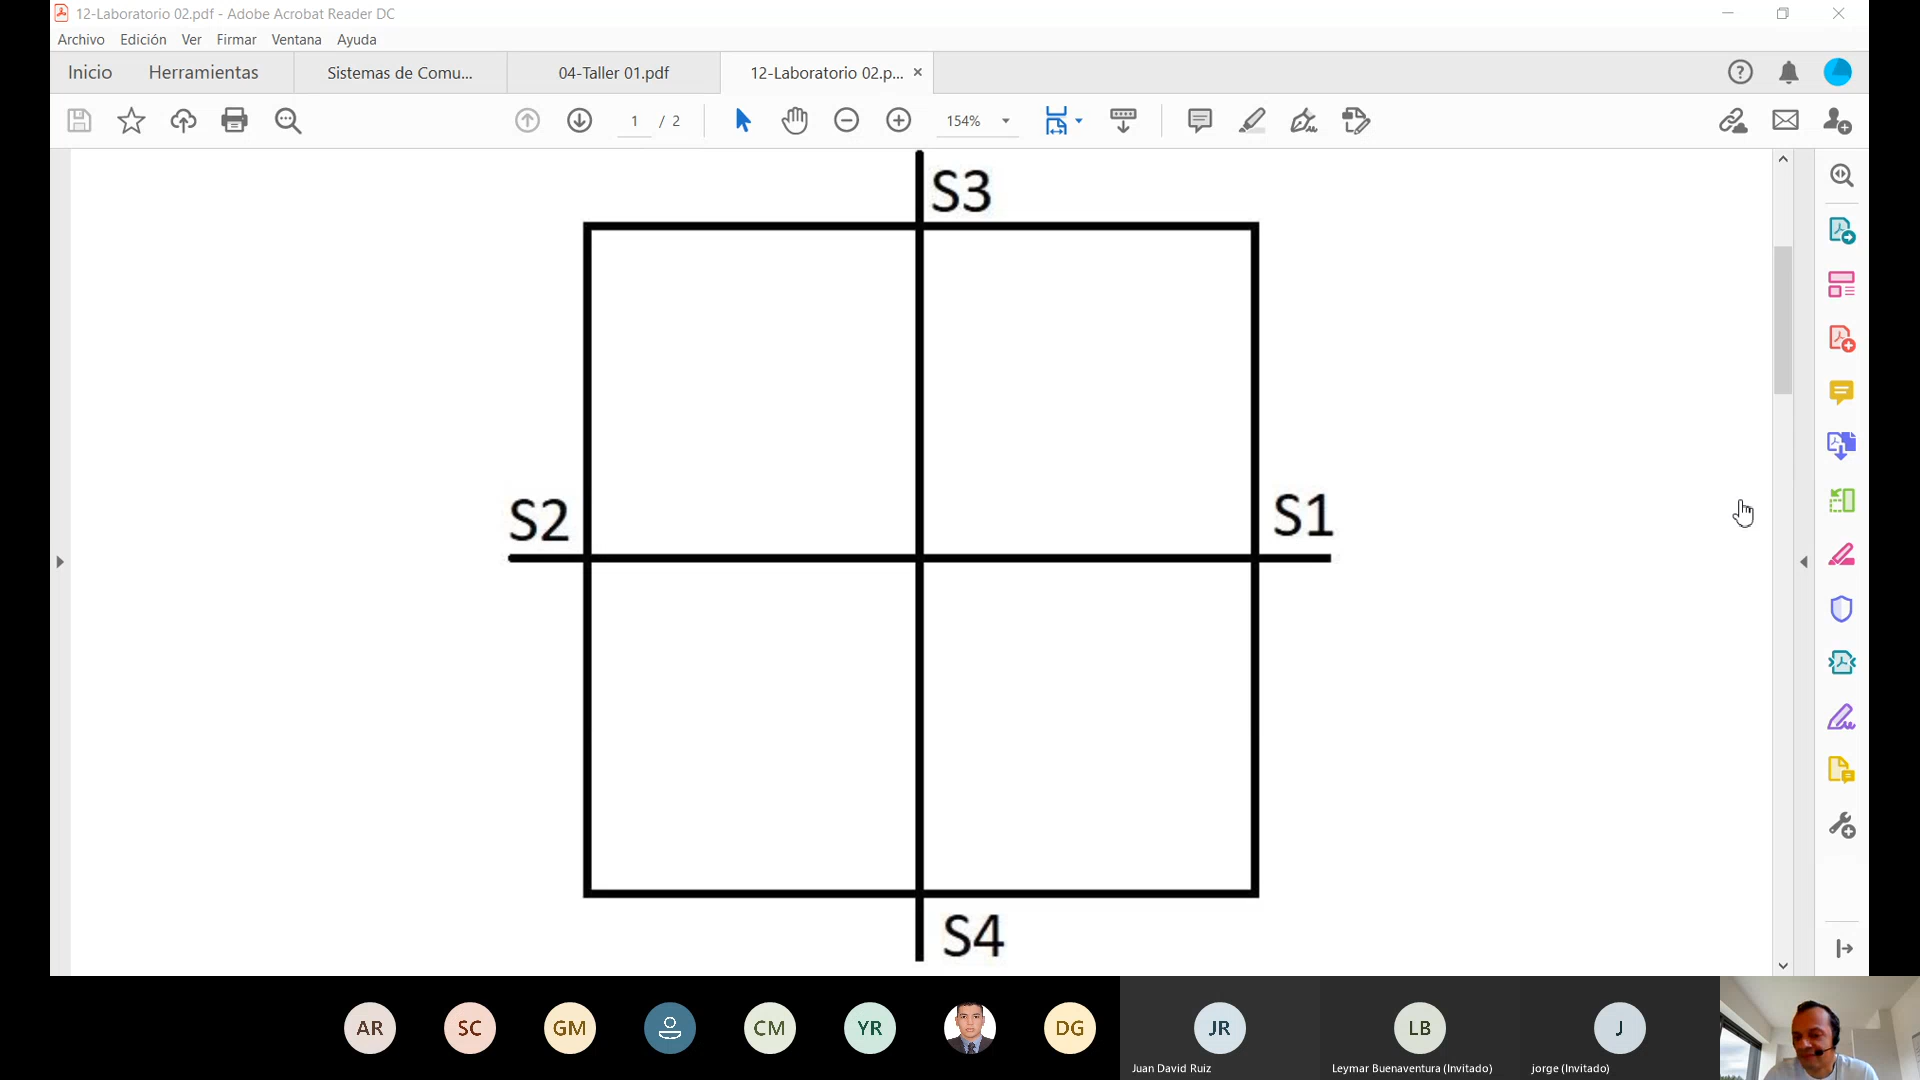 12-Laboratorio 02.pdf - Adobe Acrobat Reader DC
Archivo Edición Ver Firmar Ventana Ayuda
Inicio Herramientas Sistemas de Comu... 04-Taller 01.pdf 12-Laboratorio 02.p... ×
1 / 2 154%
S3
S2
S1
S4
AR SC GM CM YR DG JR LB J
Juan David Ruiz Leymar Buenaventura (Invitado) jorge (Invitado)